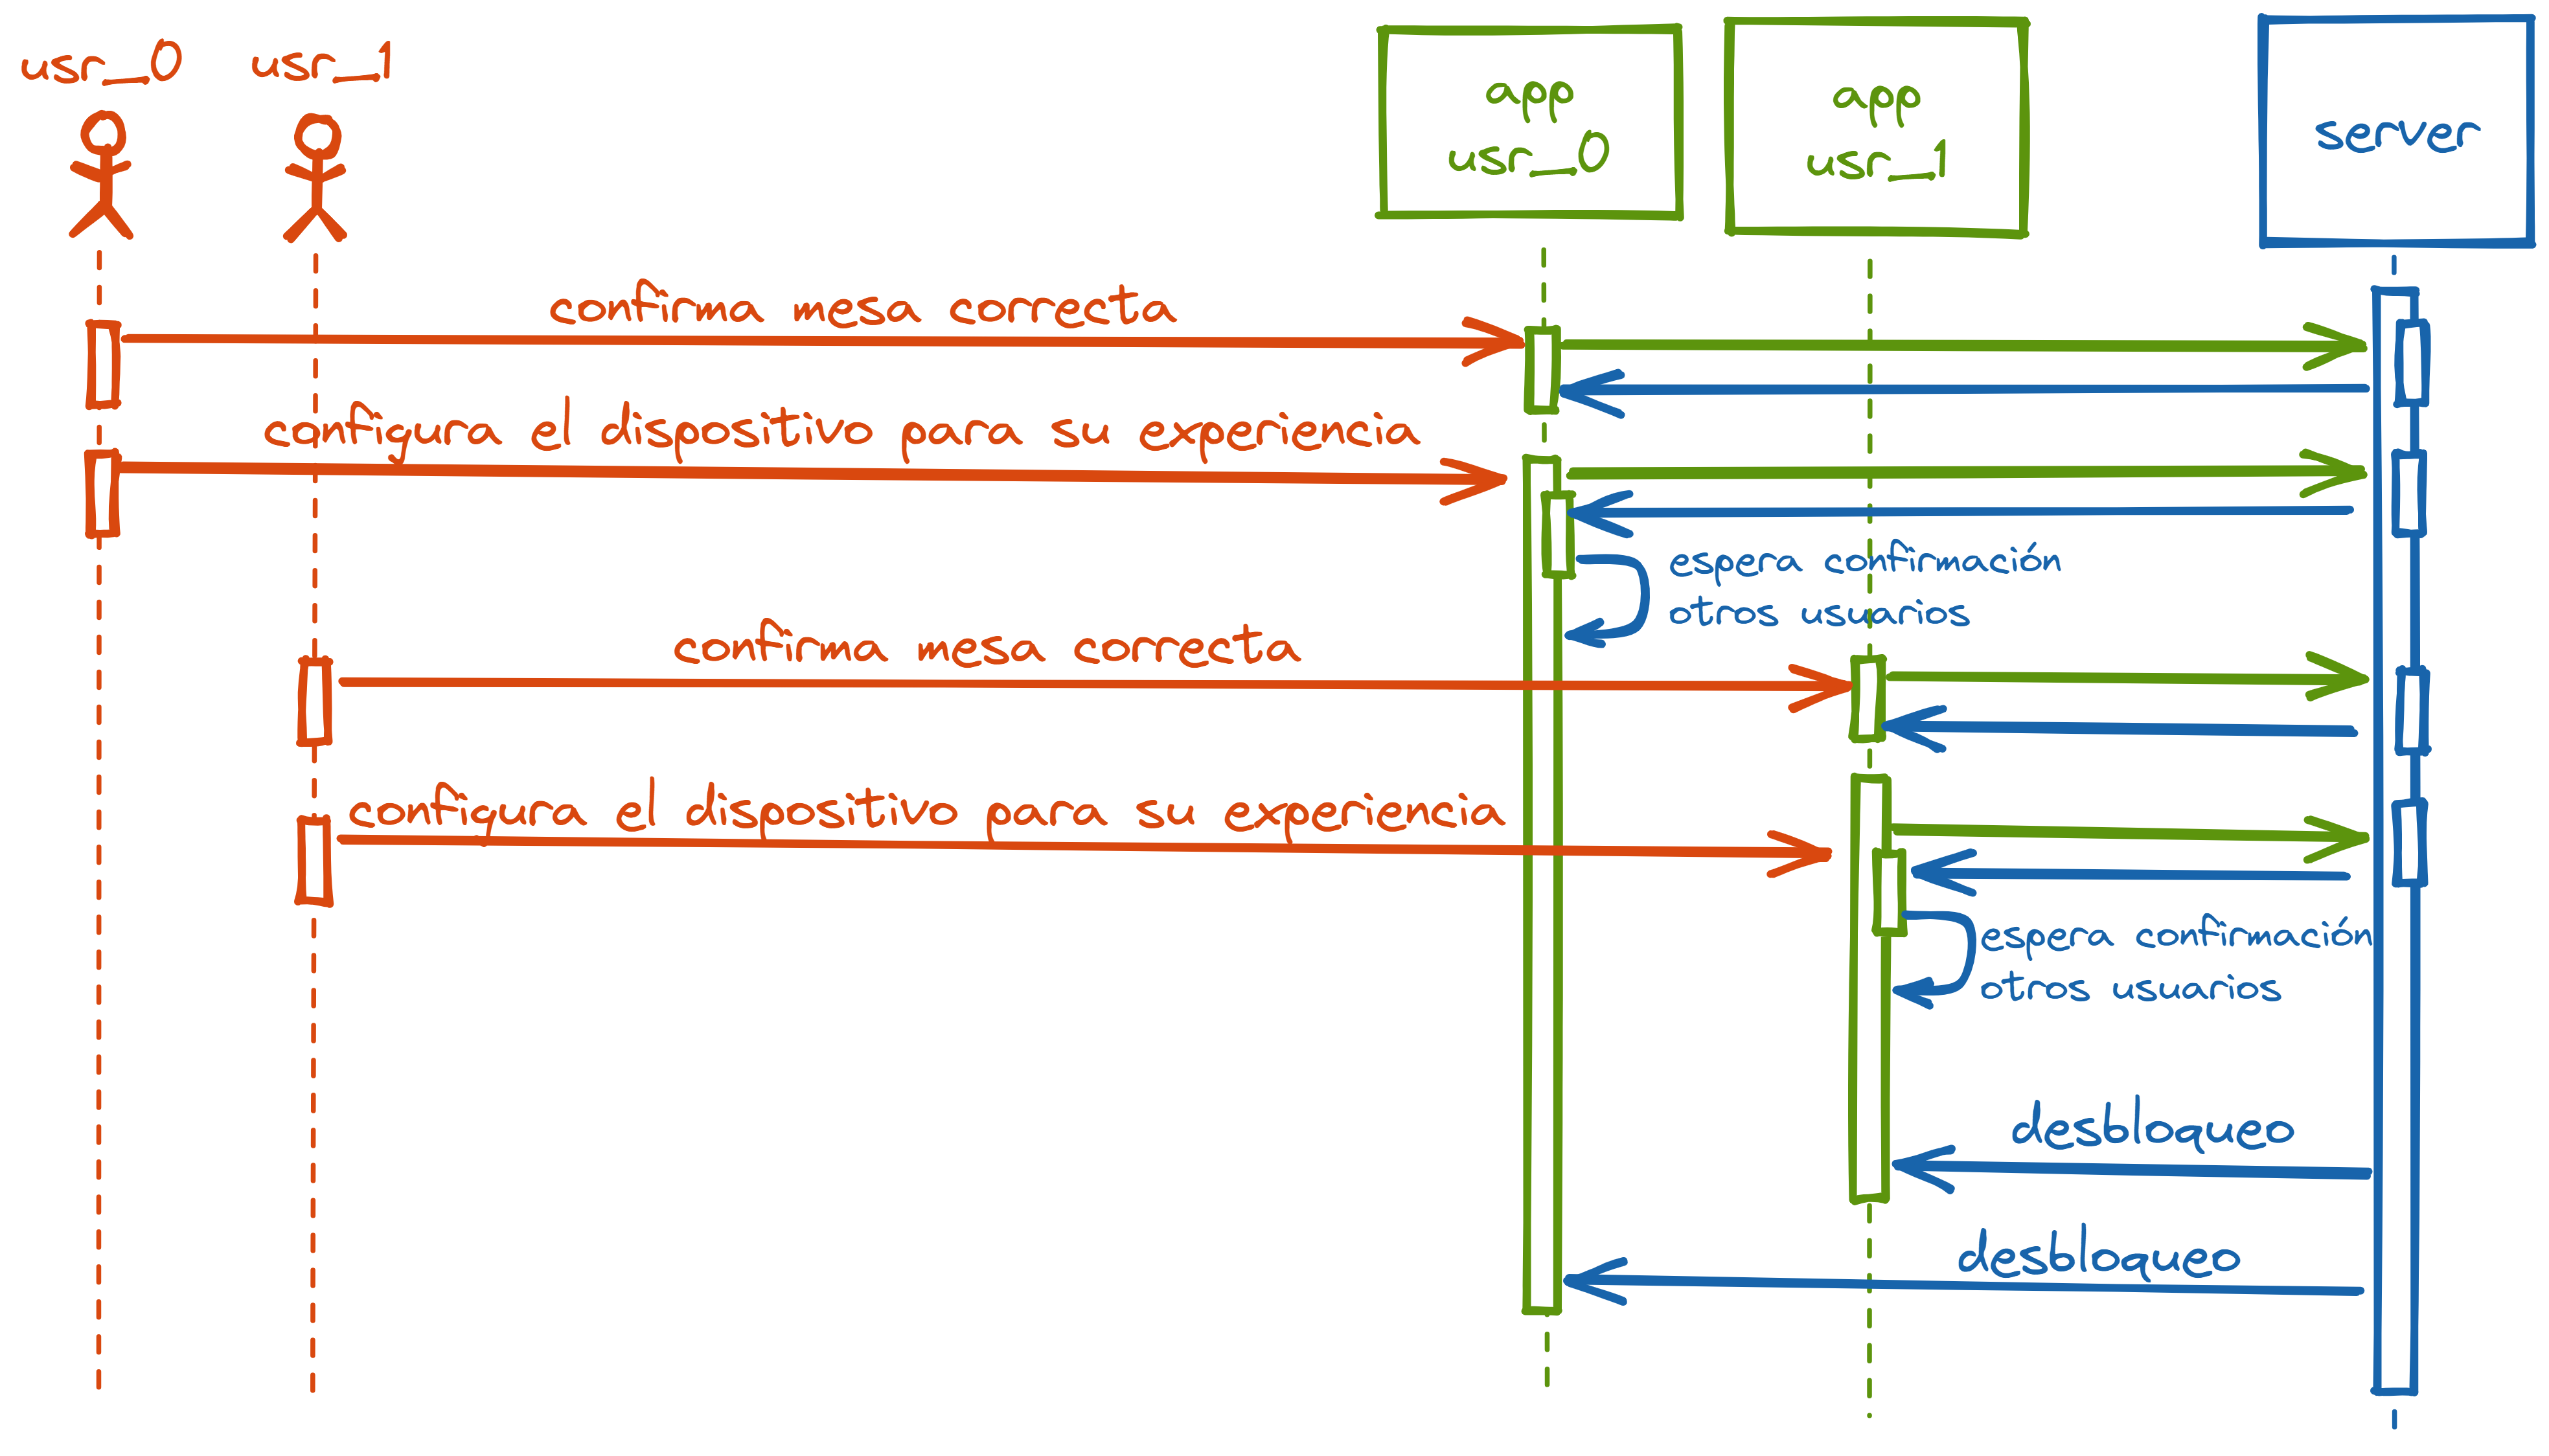 usr_0
usr_1
app
usr_0
app
usr_1
server
confirma mesa correcta
configura el dispositivo para su experiencia
espera confirmación
otros usuarios
confirma mesa correcta
configura el dispositivo para su experiencia
espera confirmación
otros usuarios
desbloqueo
desbloqueo